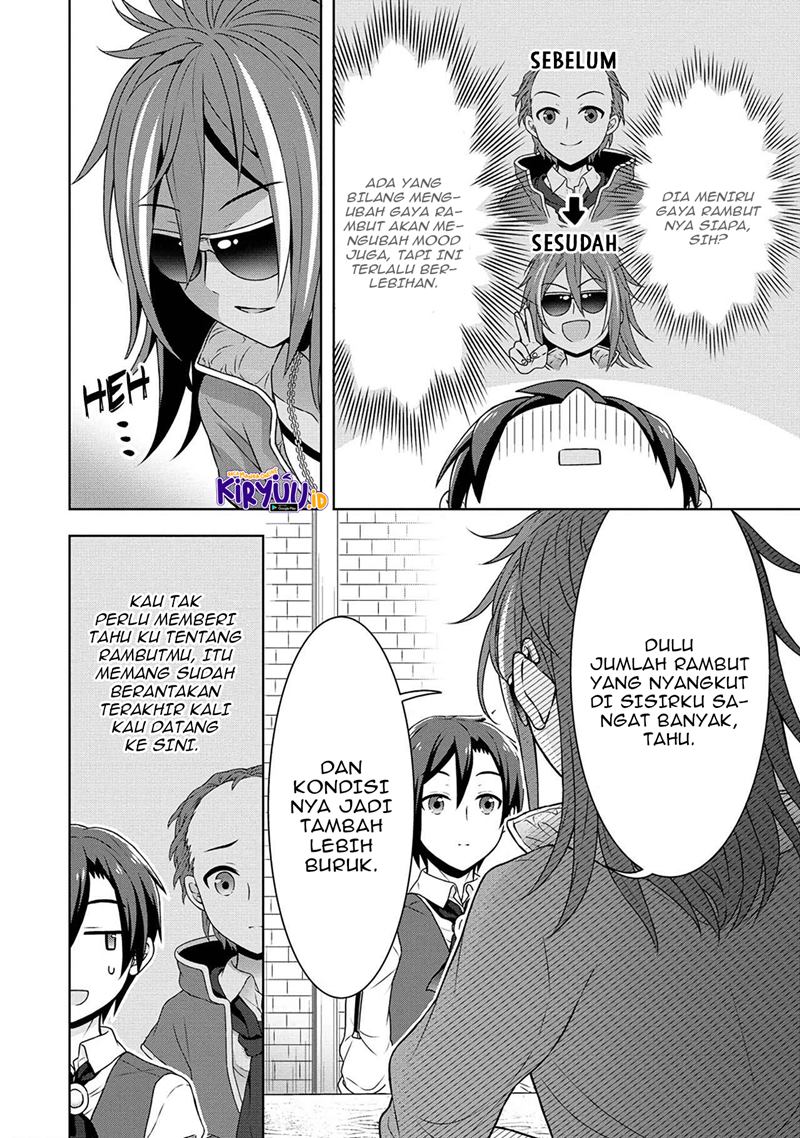 SEBELUM
SESUDAH
DIA MENIRU
GAYA RAMBUT
NYA SIAPA,
SIH?
ADA YANG
BILANG MENG-
UBAH GAYA RA-
MBUT AKAN ME-
NGUBAH MOOD
JUGA, TAPI INI
TERLALU BER-
LEBIHAN.
HEH
...
KIRYUU.ID
Google Play
DULU
JUMLAH RAMBUT
YANG NYANGKUT
DI SISIRKU SA-
NGAT BANYAK,
TAHU.
DAN
KONDISI
NYA JADI
TAMBAH
LEBIH
BURUK.
KAU TAK
PERLU MEMBERI
TAHU KU TENTANG
RAMBUTMU, ITU
MEMANG SUDAH
BERANTAKAN
TERAKHIR KALI
KAU DATANG
KE SINI.